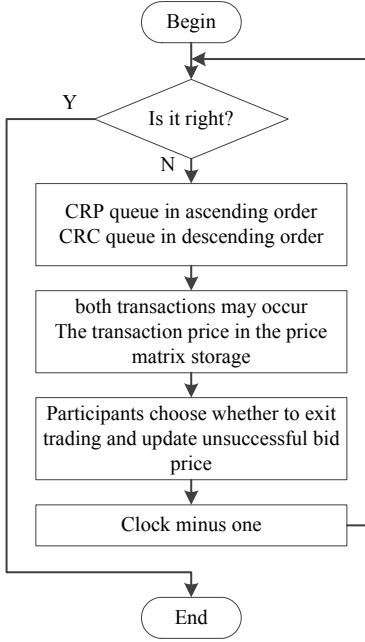 Begin
Is it right?
Y
N
CRP queue in ascending order
CRC queue in descending order
both transactions may occur
The transaction price in the price
matrix storage
Participants choose whether to exit
trading and update unsuccessful bid
price
Clock minus one
End